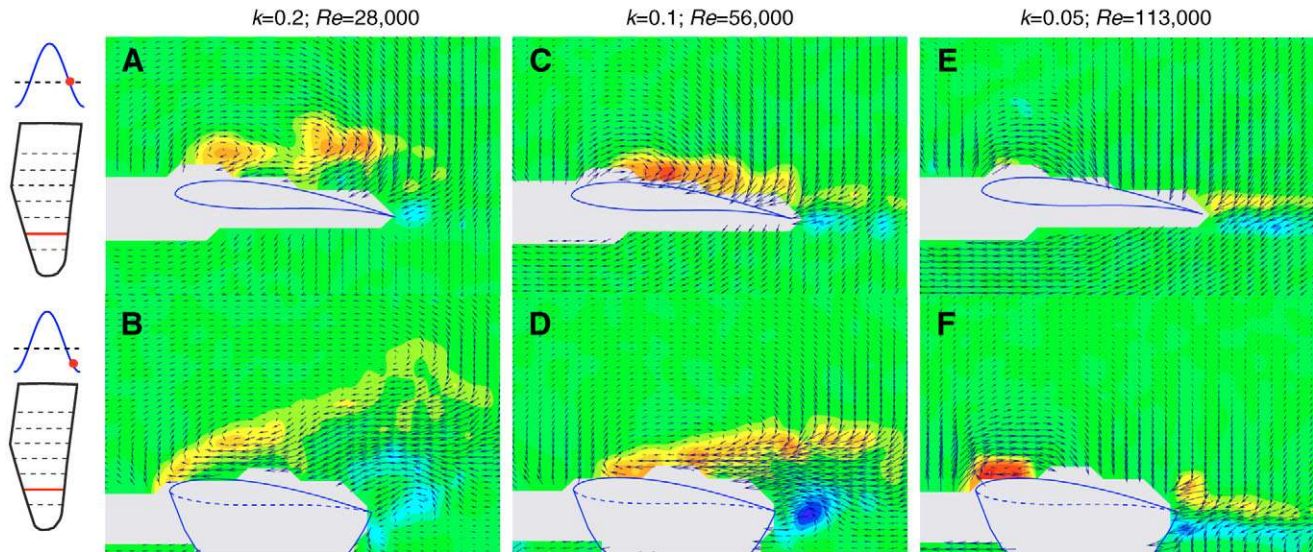 k=0.2; Re=28,000
k=0.1; Re=56,000
k=0.05; Re=113,000
A
C
E
B
D
F